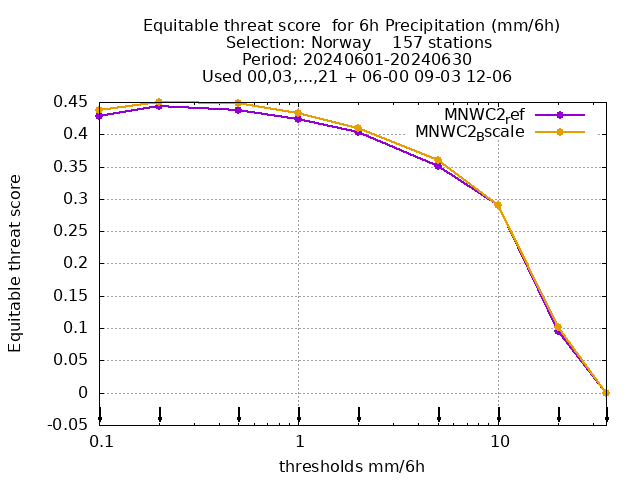 Equitable threat score  for 6h Precipitation (mm/6h)
Selection: Norway    157 stations
Period: 20240601-20240630
Used 00,03,...,21 + 06-00 09-03 12-06
MNWC2ref
MNWC2Bscale
0.45
0.4
0.35
0.3
0.25
0.2
0.15
0.1
0.05
0
-0.05
Equitable threat score
0.1 1 10
thresholds mm/6h